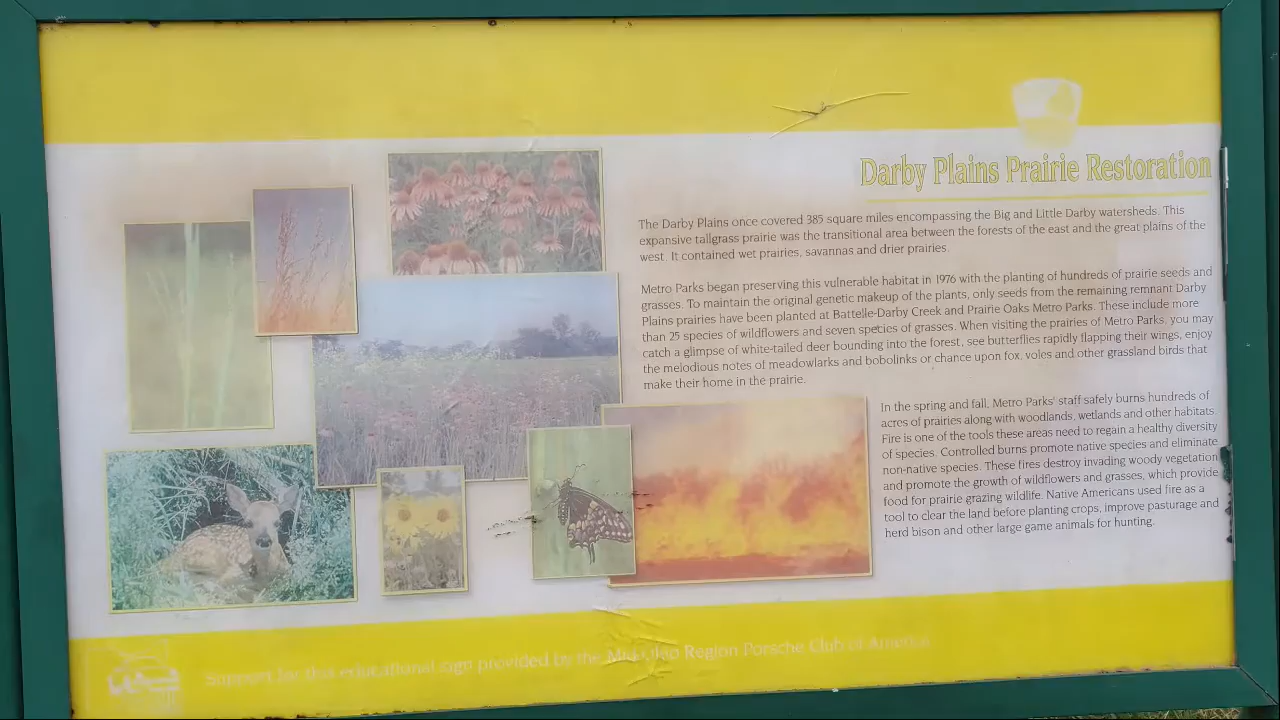 Darby Plains Prairie Restoration
The Darby Plains once covered 385 square miles encompassing the Big and Little Darby watersheds. This
expansive tallgrass prairie was the transitional area between the forests of the east and the great plains of the
west. It contained wet prairies, savannas and drier prairies.
Metro Parks began preserving this vulnerable habitat in 1976 with the planting of hundreds of prairie seeds and
grasses. To maintain the original genetic makeup of the plants, only seeds from the remaining remnant Darby
Plains prairies have been planted at Battelle-Darby Creek and Prairie Oaks Metro Parks. These include more
than 25 species of wildflowers and seven species of grasses. When visiting the prairies of Metro Parks, you may
catch a glimpse of white-tailed deer bounding into the forest, see butterflies rapidly flapping their wings, enjoy
the melodious notes of meadowlarks and bobolinks or chance upon fox, voles and other grassland birds that
make their home in the prairie.
In the spring and fall, Metro Parks' staff safely burns hundreds of
acres of prairies along with woodlands, wetlands and other habitats.
Fire is one of the tools these areas need to regain a healthy diversity
of species. Controlled burns promote native species and eliminate
non-native species. These fires destroy invading woody vegetation
and promote the growth of wildflowers and grasses, which provide
food for prairie grazing wildlife. Native Americans used fire as a
tool to clear the land before planting crops, improve pasturage and
herd bison and other large game animals for hunting.
Support for this educational sign provided by the Mid-Ohio Region Porsche Club of America